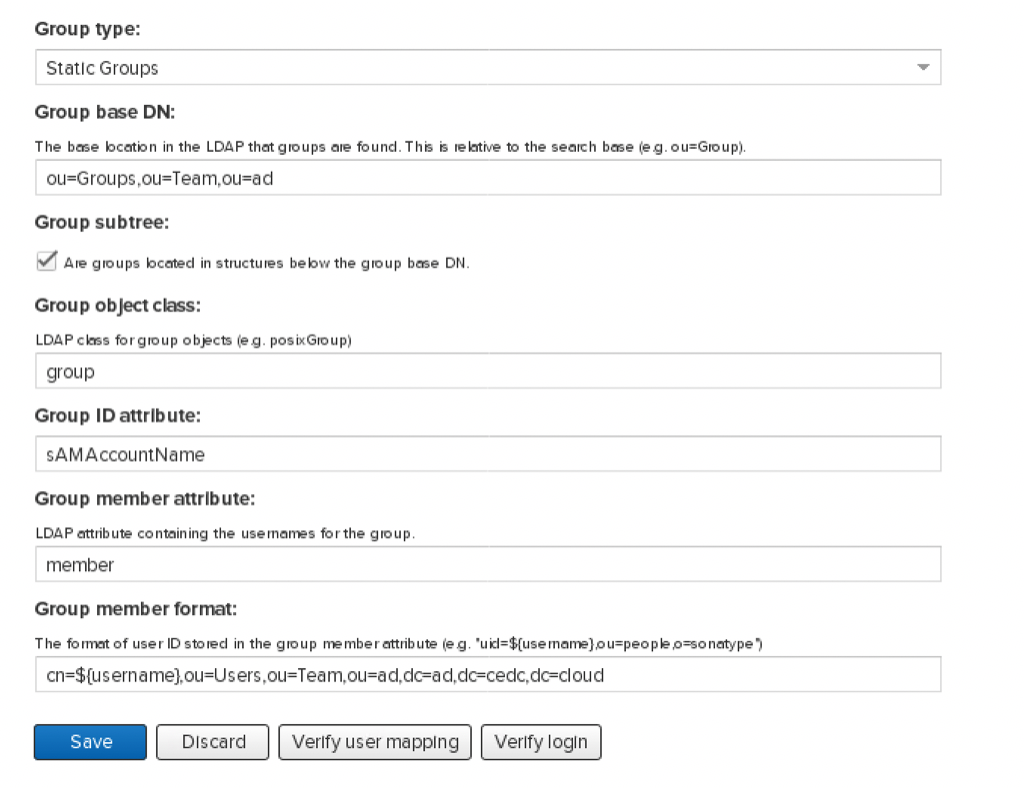 Group type:
Static Groups
Group base DN:
The base location in the LDAP that groups are found. This is relative to the search base (e.g. ou=Group).
ou=Groups,ou=Team,ou=ad
Group subtree:
Are groups located in structures below the group base DN.
Group object class:
LDAP class for group objects (e.g. posixGroup)
group
Group ID attribute:
sAMAccountName
Group member attribute:
LDAP attribute containing the usernames for the group.
member
Group member format:
The format of user ID stored in the group member attribute (e.g. "uid=${username},ou=people,o=sonatype")
cn=${username},ou=Users,ou=Team,ou=ad,dc=ad,dc=cedc,dc=cloud
Save Discard Verify user mapping Verify login